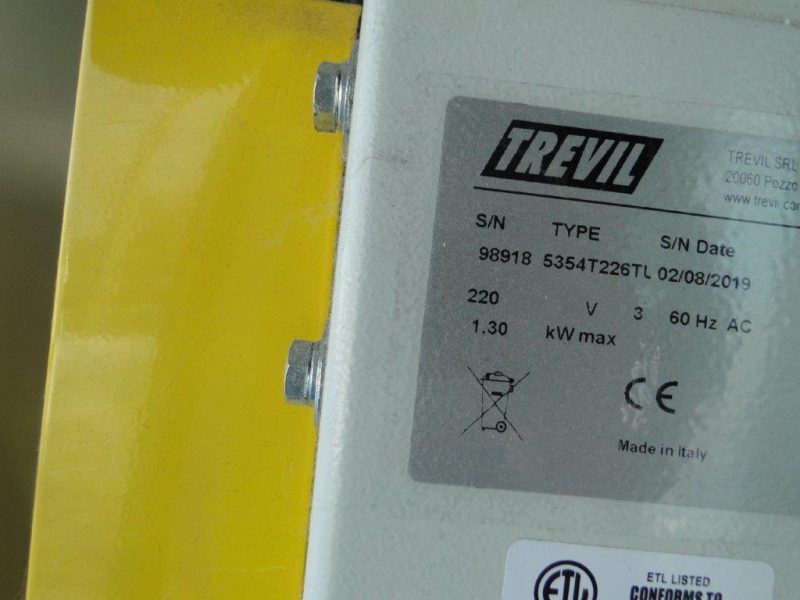 TREVIL
TREVIL SRL
20060 Pozzo
www.trevil.com
S/N TYPE S/N Date
98918 5354T226TL 02/08/2019
220 V 3 60 Hz AC
1.30 kW max
CE
Made in Italy
ETL
ETL LISTED
CONFORMS TO